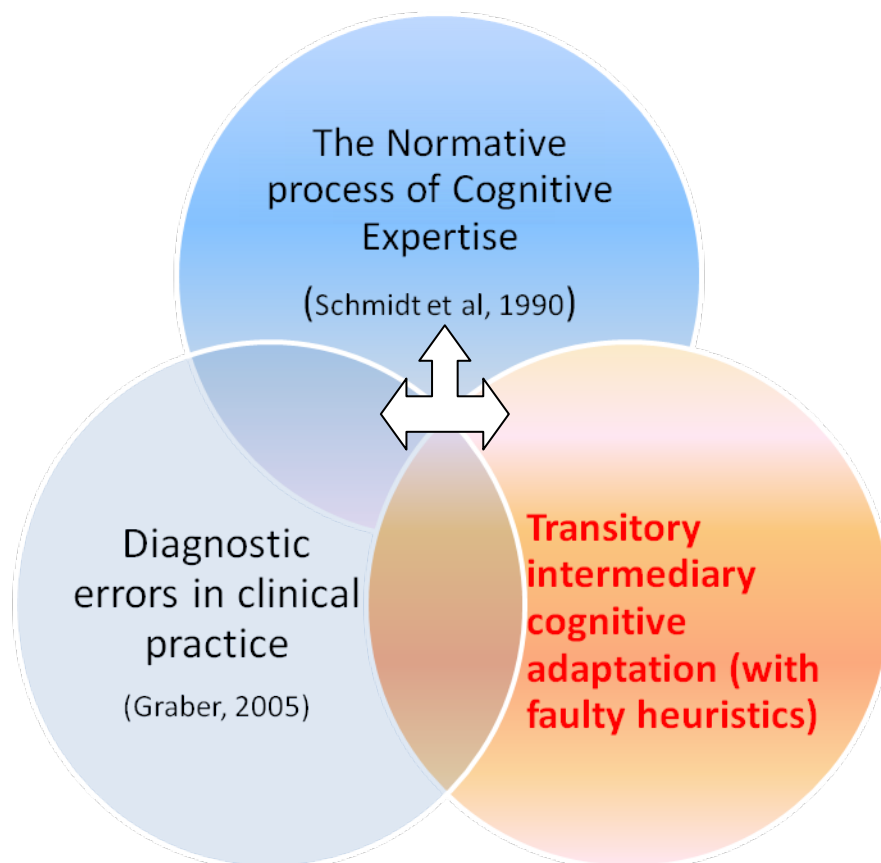 The Normative
process of Cognitive
Expertise
(Schmidt et al, 1990)
Diagnostic
errors in clinical
practice
(Graber, 2005)
Transitory
intermediary
cognitive
adaptation (with
faulty heuristics)